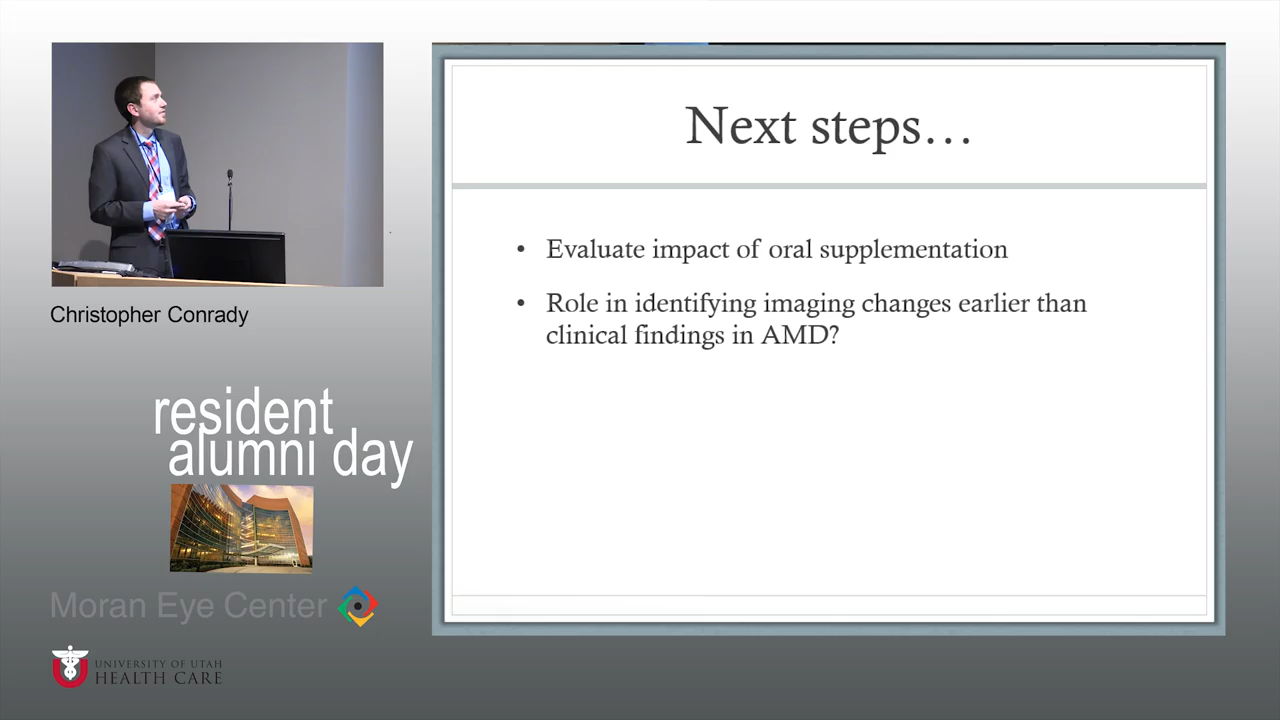 Next steps…
• Evaluate impact of oral supplementation
• Role in identifying imaging changes earlier than
clinical findings in AMD?
Christopher Conrady
resident
alumni day
Moran Eye Center
UNIVERSITY OF UTAH
HEALTH CARE